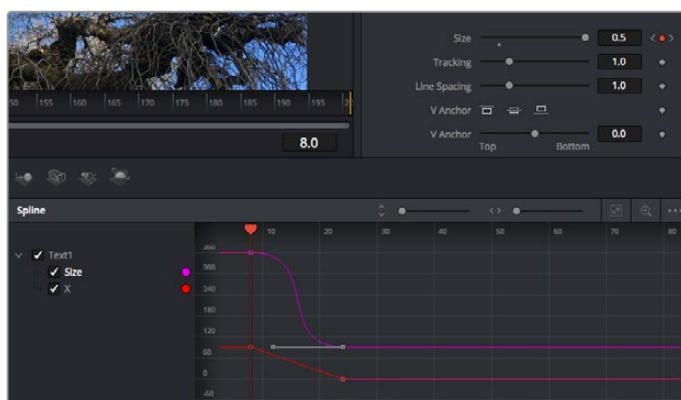 Size 0.5
Tracking 1.0
Line Spacing 1.0
V Anchor
V Anchor 0.0
Top Bottom
50 155 160 165 170 175 180 185 190 195
8.0
Spline
10 20 30 40 50 60 70 80
Text1
Size
X
360
300
240
180
120
60
0
-60